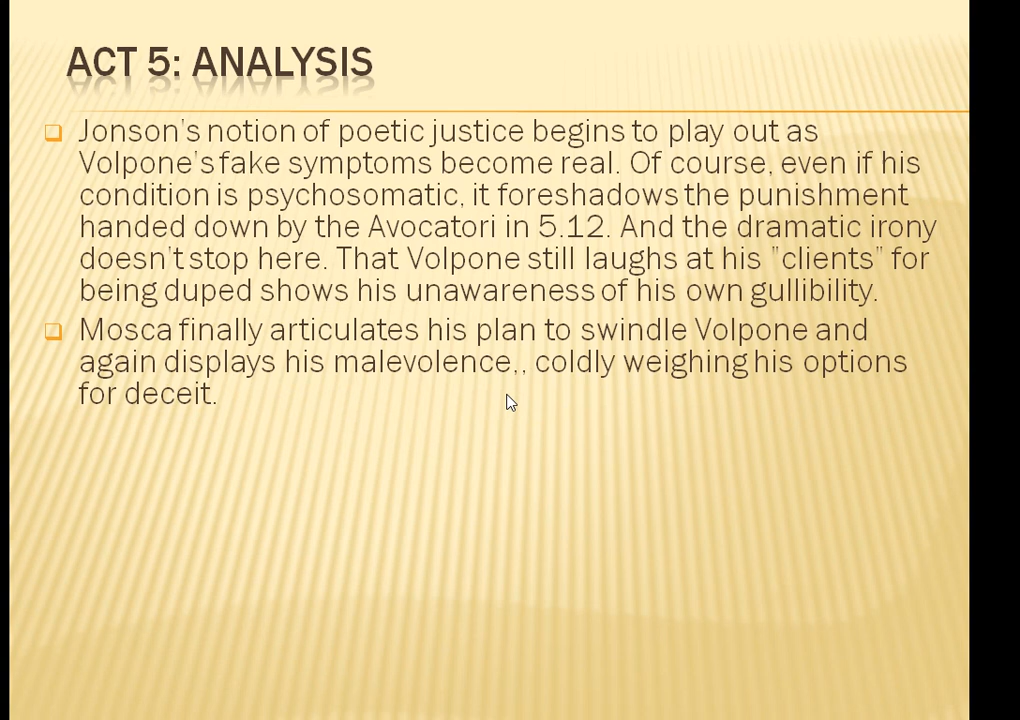 ACT 5: ANALYSIS
Jonson's notion of poetic justice begins to play out as
Volpone's fake symptoms become real. Of course, even if his
condition is psychosomatic, it foreshadows the punishment
handed down by the Avocatori in 5.12. And the dramatic irony
doesn't stop here. That Volpone still laughs at his "clients" for
being duped shows his unawareness of his own gullibility.
Mosca finally articulates his plan to swindle Volpone and
again displays his malevolence,, coldly weighing his options
for deceit.